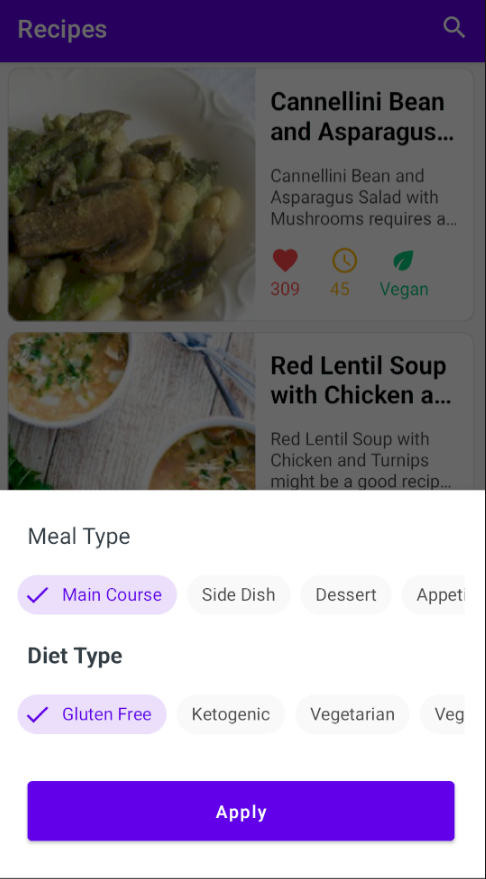 Recipes
Cannellini Bean
and Asparagus...
Cannellini Bean and
Asparagus Salad with
Mushrooms requires a...
309
45
Vegan
Red Lentil Soup
with Chicken a...
Red Lentil Soup with
Chicken and Turnips
might be a good recip...
Meal Type
Main Course
Side Dish
Dessert
Appeti
Diet Type
Gluten Free
Ketogenic
Vegetarian
Veg
Apply